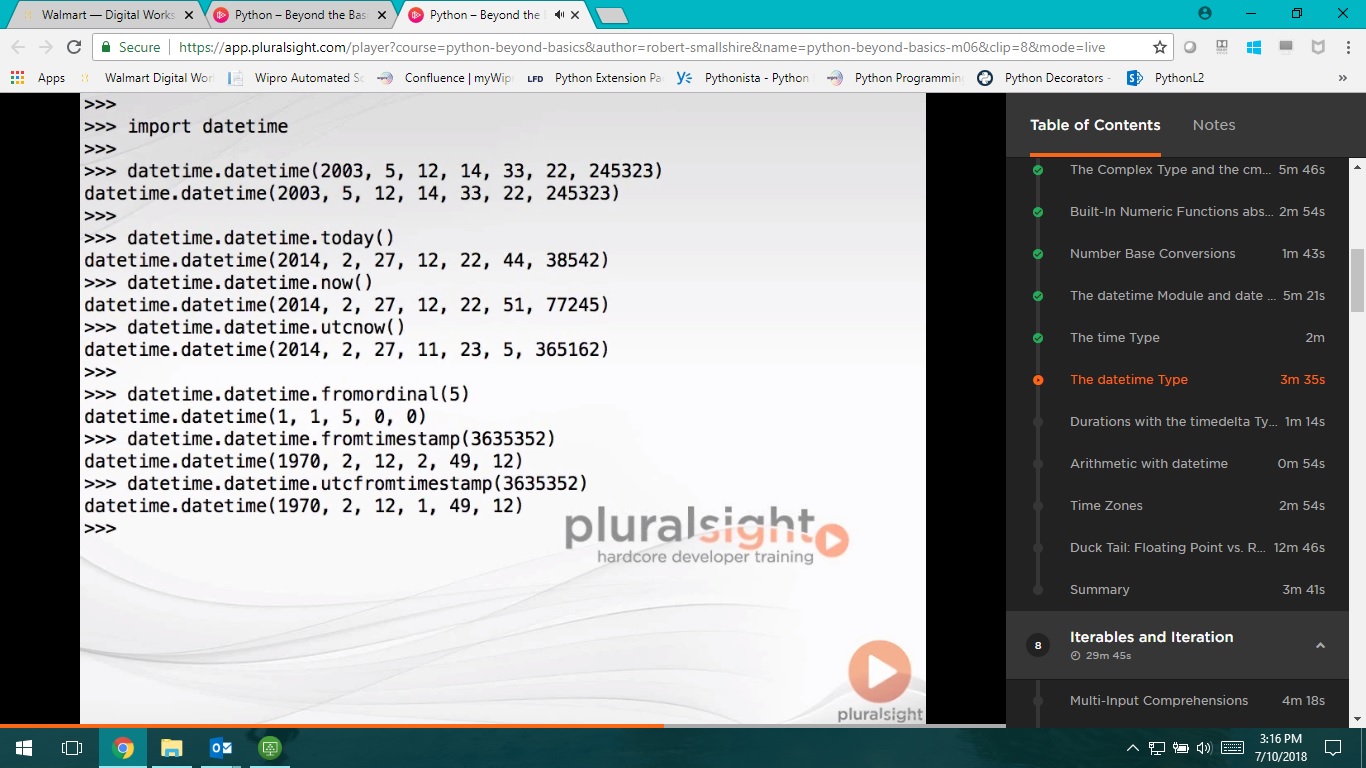 Walmart — Digital Works
Python – Beyond the Bas
Python – Beyond the
Secure
https://app.pluralsight.com/player?course=python-beyond-basics&author=robert-smallshire&name=python-beyond-basics-m06&clip=8&mode=live
Apps
Walmart Digital Wor
Wipro Automated Sc
Confluence | myWip
LFD
Python Extension Pa
Pythonista - Python
Python Programmin
Python Decorators -
PythonL2
»
>>>
>>> import datetime
>>>
>>> datetime.datetime(2003, 5, 12, 14, 33, 22, 245323)
datetime.datetime(2003, 5, 12, 14, 33, 22, 245323)
>>>
>>> datetime.datetime.today()
datetime.datetime(2014, 2, 27, 12, 22, 44, 38542)
>>> datetime.datetime.now()
datetime.datetime(2014, 2, 27, 12, 22, 51, 77245)
>>> datetime.datetime.utcnow()
datetime.datetime(2014, 2, 27, 11, 23, 5, 365162)
>>>
>>> datetime.datetime.fromordinal(5)
datetime.datetime(1, 1, 5, 0, 0)
>>> datetime.datetime.fromtimestamp(3635352)
datetime.datetime(1970, 2, 12, 2, 49, 12)
>>> datetime.datetime.utcfromtimestamp(3635352)
datetime.datetime(1970, 2, 12, 1, 49, 12)
>>>
pluralsight
hardcore developer training
pluralsight
Table of Contents
Notes
The Complex Type and the cm... 5m 46s
Built-In Numeric Functions abs... 2m 54s
Number Base Conversions 1m 43s
The datetime Module and date ... 5m 21s
The time Type 2m
The datetime Type 3m 35s
Durations with the timedelta Ty... 1m 14s
Arithmetic with datetime 0m 54s
Time Zones 2m 54s
Duck Tail: Floating Point vs. R... 12m 46s
Summary 3m 41s
8 Iterables and Iteration
29m 45s
Multi-Input Comprehensions 4m 18s
3:16 PM
7/10/2018